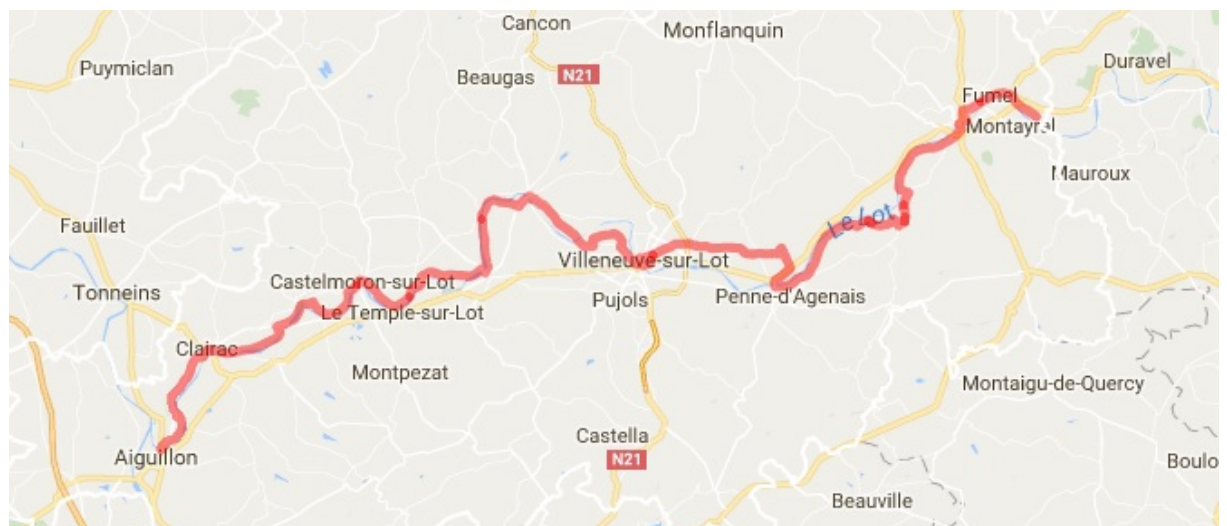 Cancon
Monflanquin
Puymiclan
Beaugas
N21
Duravel
Fumel
Montayral
Mauroux
Fauillet
Le Lot
Villeneuve-sur-Lot
Castelmoron-sur-Lot
Tonneins
Pujols
Penne-d'Agenais
Le Temple-sur-Lot
Clairac
Montpezat
Montaigu-de-Quercy
Castella
Aiguillon
N21
Boulo
Beauville